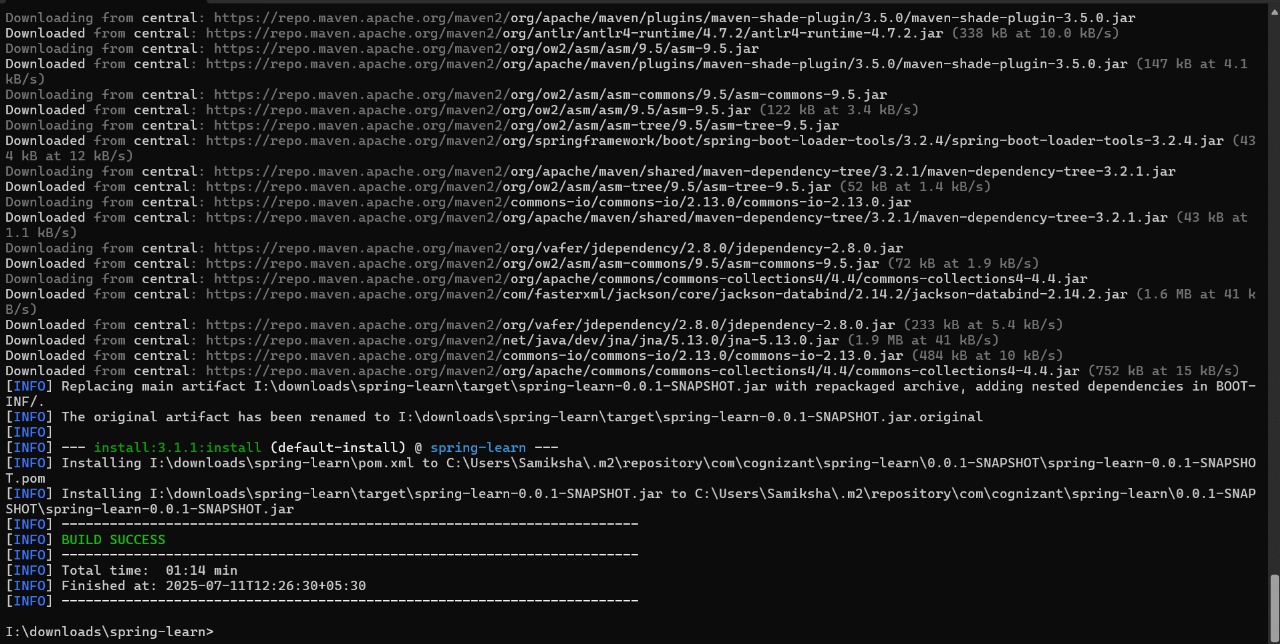 Downloading from central: https://repo.maven.apache.org/maven2/org/apache/maven/plugins/maven-shade-plugin/3.5.0/maven-shade-plugin-3.5.0.jar
Downloaded from central: https://repo.maven.apache.org/maven2/org/antlr/antlr4-runtime/4.7.2/antlr4-runtime-4.7.2.jar (338 kB at 10.0 kB/s)
Downloading from central: https://repo.maven.apache.org/maven2/org/ow2/asm/asm/9.5/asm-9.5.jar
Downloaded from central: https://repo.maven.apache.org/maven2/org/apache/maven/plugins/maven-shade-plugin/3.5.0/maven-shade-plugin-3.5.0.jar (147 kB at 4.1
kB/s)
Downloading from central: https://repo.maven.apache.org/maven2/org/ow2/asm/asm-commons/9.5/asm-commons-9.5.jar
Downloaded from central: https://repo.maven.apache.org/maven2/org/ow2/asm/asm/9.5/asm-9.5.jar (122 kB at 3.4 kB/s)
Downloading from central: https://repo.maven.apache.org/maven2/org/ow2/asm/asm-tree/9.5/asm-tree-9.5.jar
Downloaded from central: https://repo.maven.apache.org/maven2/org/springframework/boot/spring-boot-loader-tools/3.2.4/spring-boot-loader-tools-3.2.4.jar (43
4 kB at 12 kB/s)
Downloading from central: https://repo.maven.apache.org/maven2/org/apache/maven/shared/maven-dependency-tree/3.2.1/maven-dependency-tree-3.2.1.jar
Downloaded from central: https://repo.maven.apache.org/maven2/org/ow2/asm/asm-tree/9.5/asm-tree-9.5.jar (52 kB at 1.4 kB/s)
Downloading from central: https://repo.maven.apache.org/maven2/commons-io/commons-io/2.13.0/commons-io-2.13.0.jar
Downloaded from central: https://repo.maven.apache.org/maven2/org/apache/maven/shared/maven-dependency-tree/3.2.1/maven-dependency-tree-3.2.1.jar (43 kB at
1.1 kB/s)
Downloading from central: https://repo.maven.apache.org/maven2/org/vafer/jdependency/2.8.0/jdependency-2.8.0.jar
Downloaded from central: https://repo.maven.apache.org/maven2/org/ow2/asm/asm-commons/9.5/asm-commons-9.5.jar (72 kB at 1.9 kB/s)
Downloading from central: https://repo.maven.apache.org/maven2/org/apache/commons/commons-collections4/4.4/commons-collections4-4.4.jar
Downloaded from central: https://repo.maven.apache.org/maven2/com/fasterxml/jackson/core/jackson-databind/2.14.2/jackson-databind-2.14.2.jar (1.6 MB at 41 k
B/s)
Downloaded from central: https://repo.maven.apache.org/maven2/org/vafer/jdependency/2.8.0/jdependency-2.8.0.jar (233 kB at 5.4 kB/s)
Downloaded from central: https://repo.maven.apache.org/maven2/net/java/dev/jna/jna/5.13.0/jna-5.13.0.jar (1.9 MB at 41 kB/s)
Downloaded from central: https://repo.maven.apache.org/maven2/commons-io/commons-io/2.13.0/commons-io-2.13.0.jar (484 kB at 10 kB/s)
Downloaded from central: https://repo.maven.apache.org/maven2/org/apache/commons/commons-collections4/4.4/commons-collections4-4.4.jar (752 kB at 15 kB/s)
[INFO] Replacing main artifact I:\downloads\spring-learn\target\spring-learn-0.0.1-SNAPSHOT.jar with repackaged archive, adding nested dependencies in BOOT-
INF/.
[INFO] The original artifact has been renamed to I:\downloads\spring-learn\target\spring-learn-0.0.1-SNAPSHOT.jar.original
[INFO]
[INFO] --- install:3.1.1:install (default-install) @ spring-learn ---
[INFO] Installing I:\downloads\spring-learn\pom.xml to C:\Users\Samiksha\.m2\repository\com\cognizant\spring-learn\0.0.1-SNAPSHOT\spring-learn-0.0.1-SNAPSHO
T.pom
[INFO] Installing I:\downloads\spring-learn\target\spring-learn-0.0.1-SNAPSHOT.jar to C:\Users\Samiksha\.m2\repository\com\cognizant\spring-learn\0.0.1-SNAP
SHOT\spring-learn-0.0.1-SNAPSHOT.jar
[INFO] ------------------------------------------------------------------------
[INFO] BUILD SUCCESS
[INFO] ------------------------------------------------------------------------
[INFO] Total time:  01:14 min
[INFO] Finished at: 2025-07-11T12:26:30+05:30
[INFO] ------------------------------------------------------------------------
I:\downloads\spring-learn>